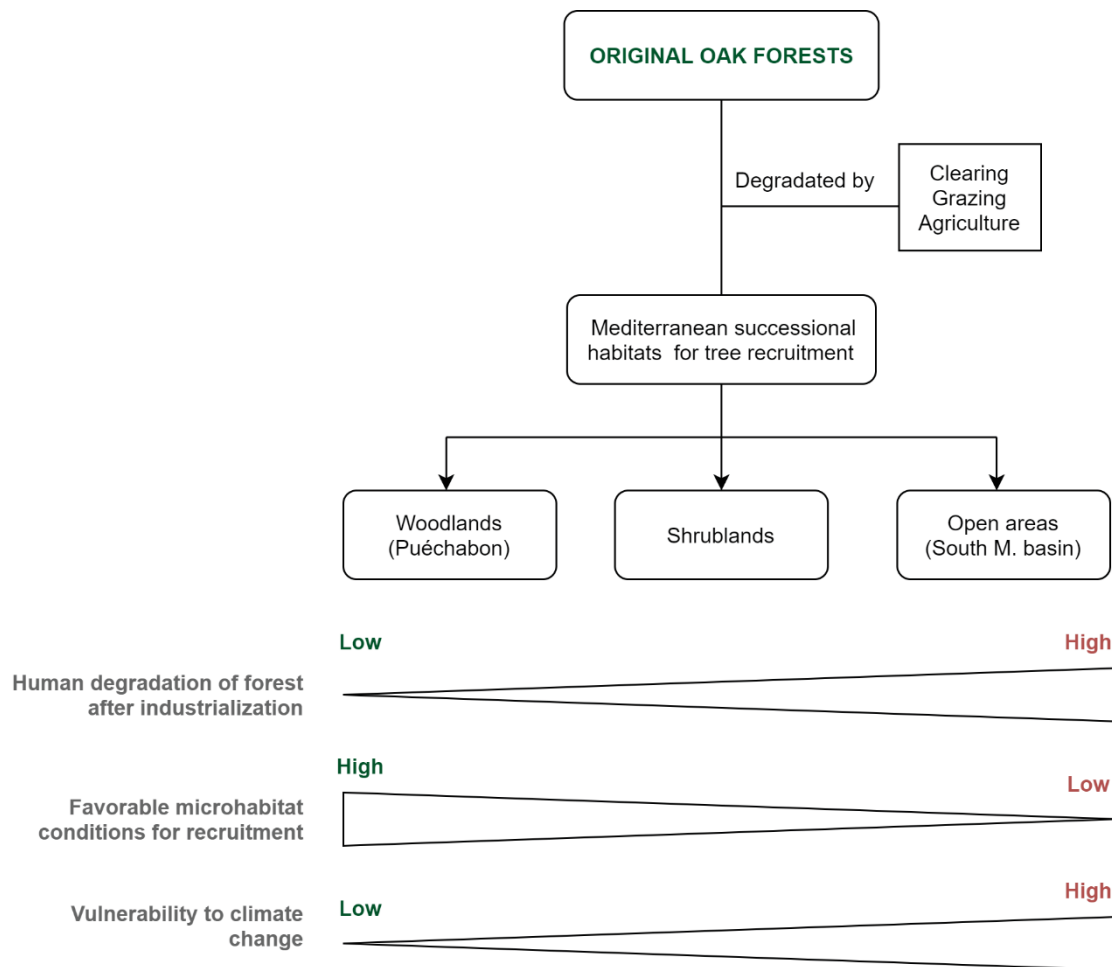 ORIGINAL OAK FORESTS
Degradated by
Clearing
Grazing
Agriculture
Mediterranean successional
habitats for tree recruitment
Woodlands
(Puéchabon)
Shrublands
Open areas
(South M. basin)
Low
High
Human degradation of forest
after industrialization
High
Low
Favorable microhabitat
conditions for recruitment
Low
High
Vulnerability to climate
change